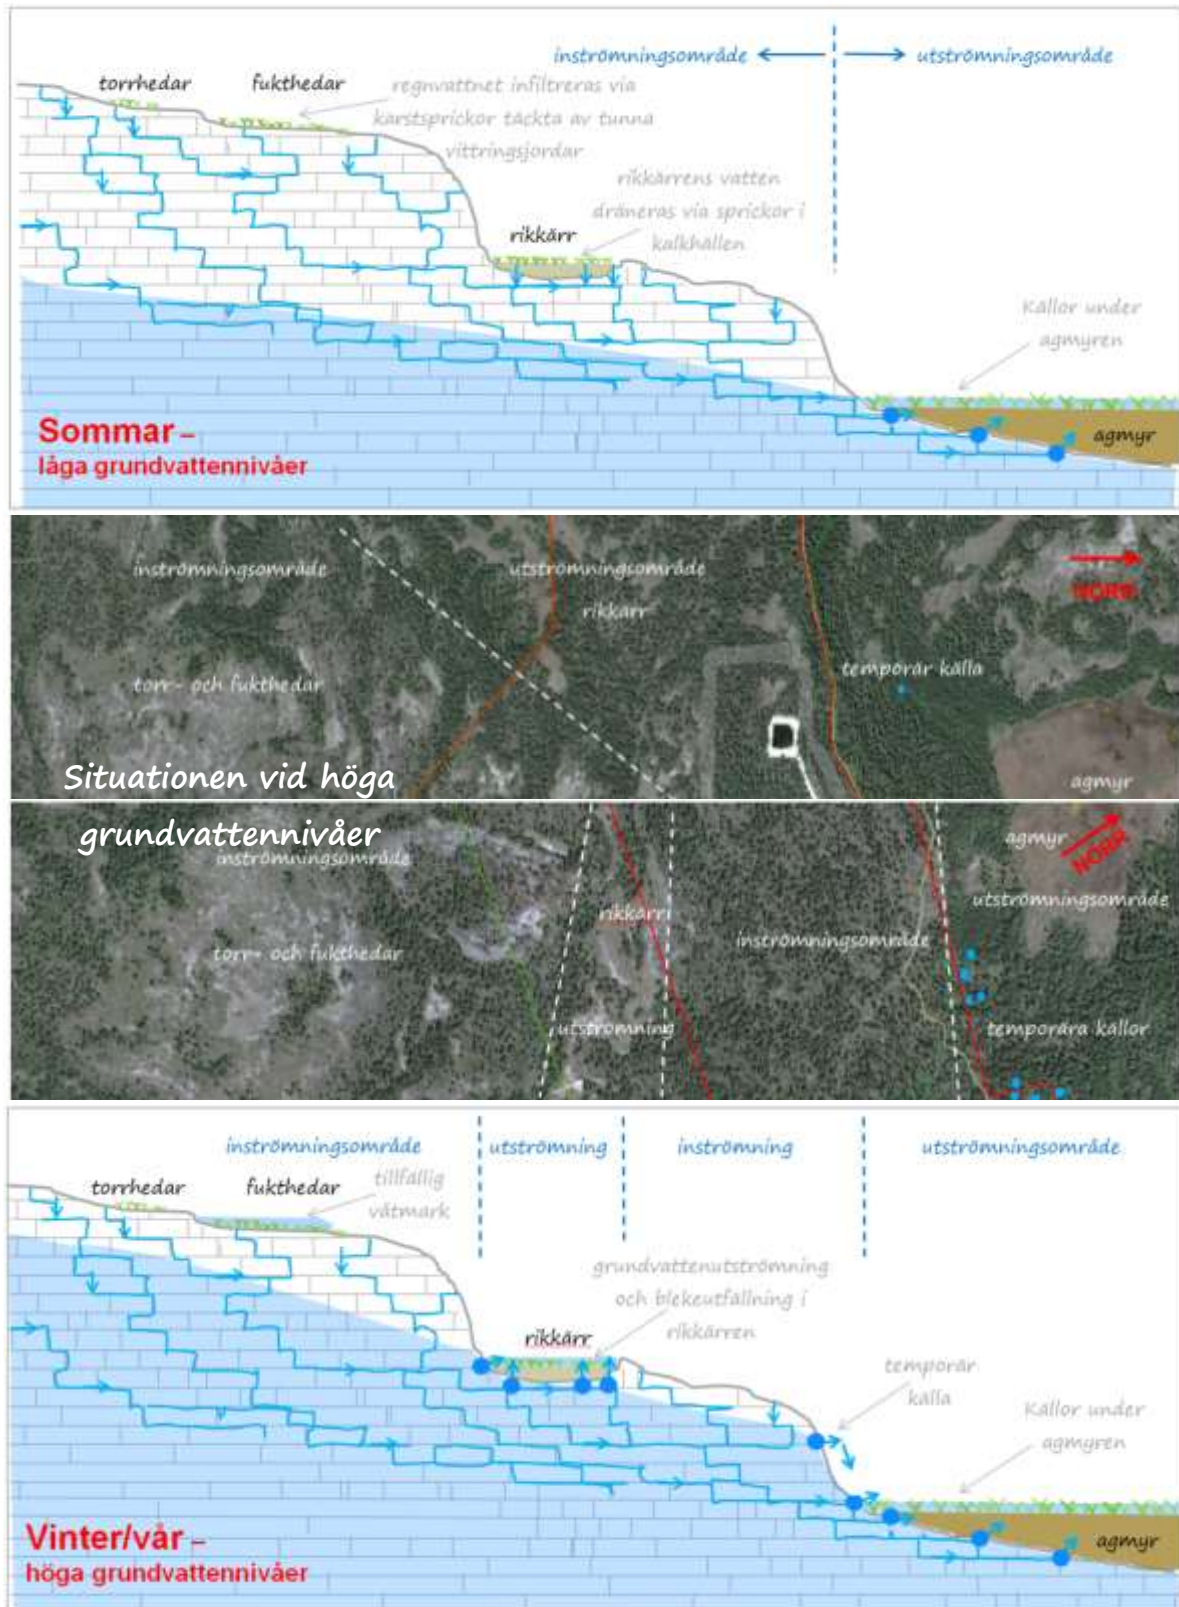 inströmningsområde
utströmningsområde
torrhedar
fukthedar
regnvattnet infiltreras via
karstsprickor täckta av tunna
vittringsjordar
rikkärrens vatten
dräneras via sprickor i
kalkhällen
rikkärr
Källor under
agmyren
agmyr
Sommar –
låga grundvattennivåer
inströmningsområde
utströmningsområde
rikkärr
NORR
torr- och fukthedar
temporär källa
agmyr
Situationen vid höga
grundvattennivåer
inströmningsområde
agmyr
NORR
utströmningsområde
rikkärr
inströmningsområde
torr- och fukthedar
utströmning
temporära källor
inströmningsområde
utströmning
inströmning
utströmningsområde
torrhedar
fukthedar
tillfällig
våtmark
grundvattenutströmning
och blekeutfällning i
rikkärren
rikkärr
temporär
källa
Källor under
agmyren
agmyr
Vinter/vår –
höga grundvattennivåer